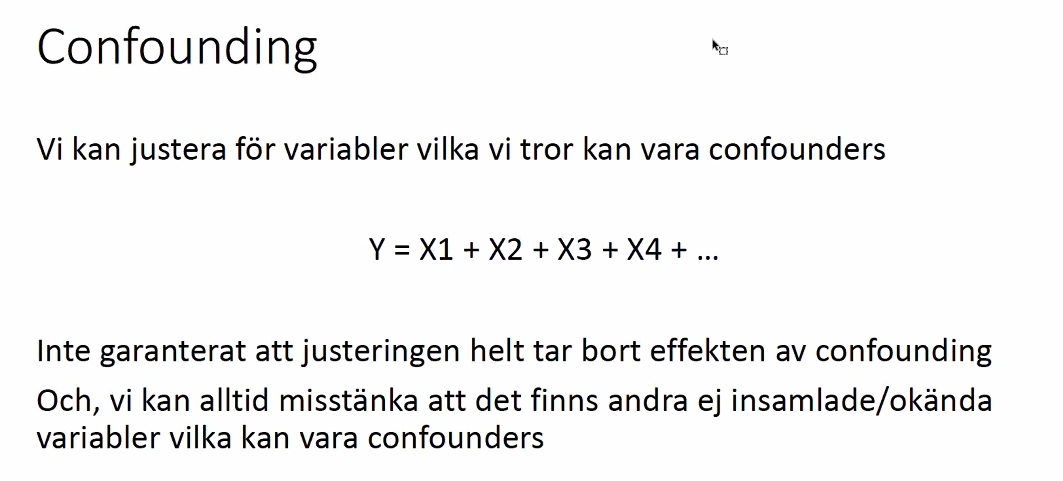 Confounding
Vi kan justera för variabler vilka vi tror kan vara confounders
Y = X1 + X2 + X3 + X4 + ...
Inte garanterat att justeringen helt tar bort effekten av confounding
Och, vi kan alltid misstänka att det finns andra ej insamlade/okända
variabler vilka kan vara confounders